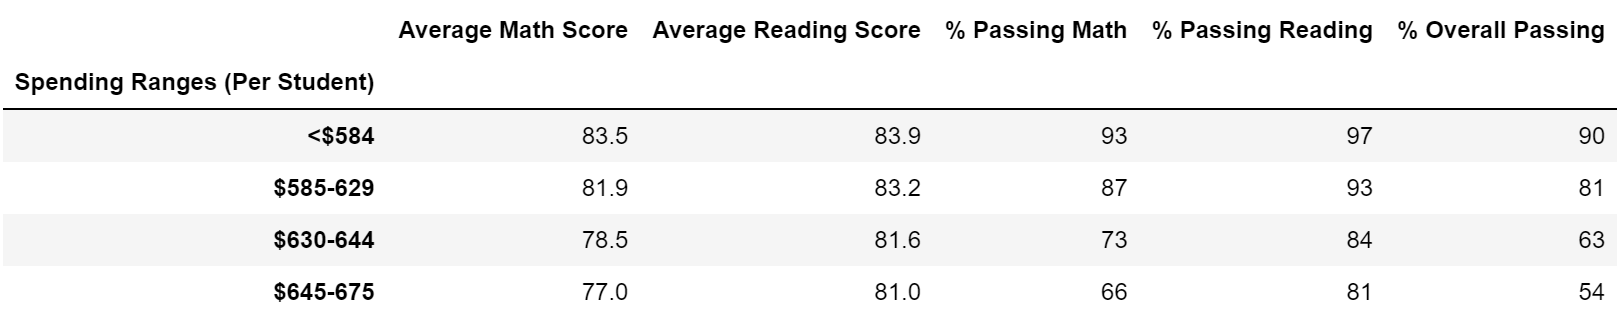 Average Math Score Average Reading Score % Passing Math % Passing Reading % Overall Passing
Spending Ranges (Per Student)
<$584 83.5 83.9 93 97 90
$585-629 81.9 83.2 87 93 81
$630-644 78.5 81.6 73 84 63
$645-675 77.0 81.0 66 81 54